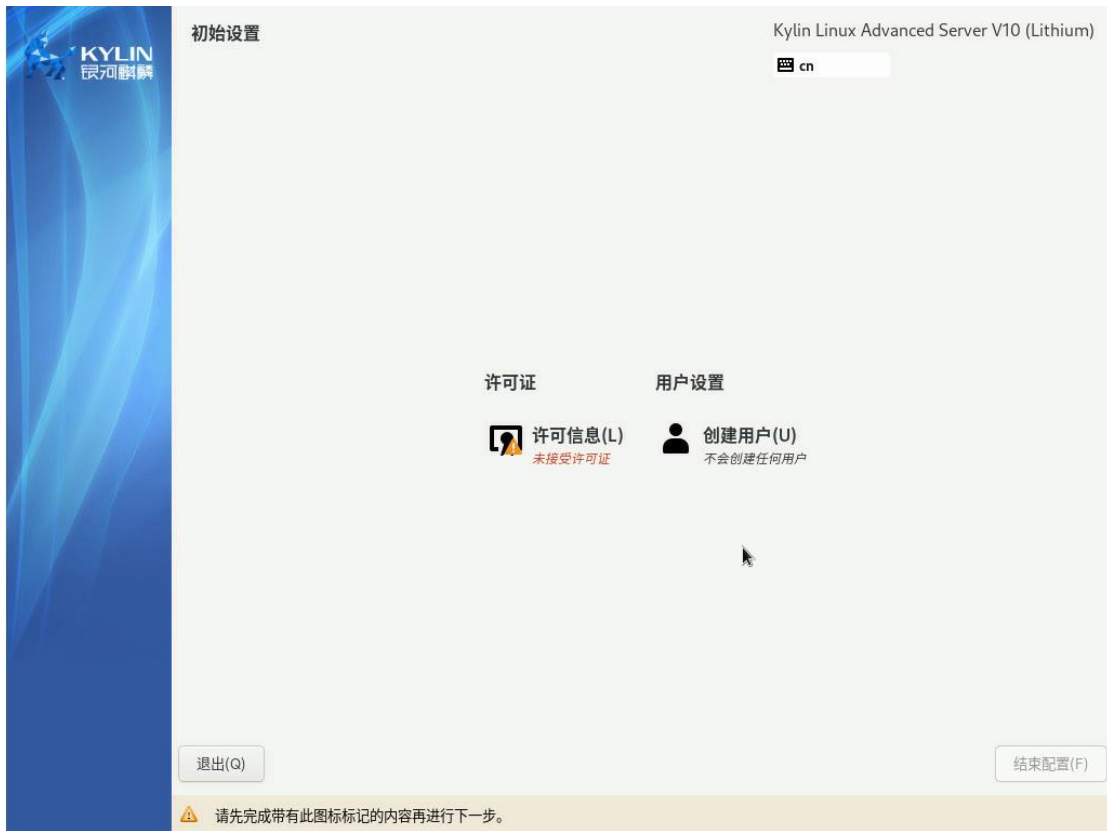 KYLIN
银河麒麟
初始设置
Kylin Linux Advanced Server V10 (Lithium)
cn
许可证
用户设置
许可信息(L)
未接受许可证
创建用户(U)
不会创建任何用户
退出(Q)
结束配置(F)
请先完成带有此图标标记的内容再进行下一步。